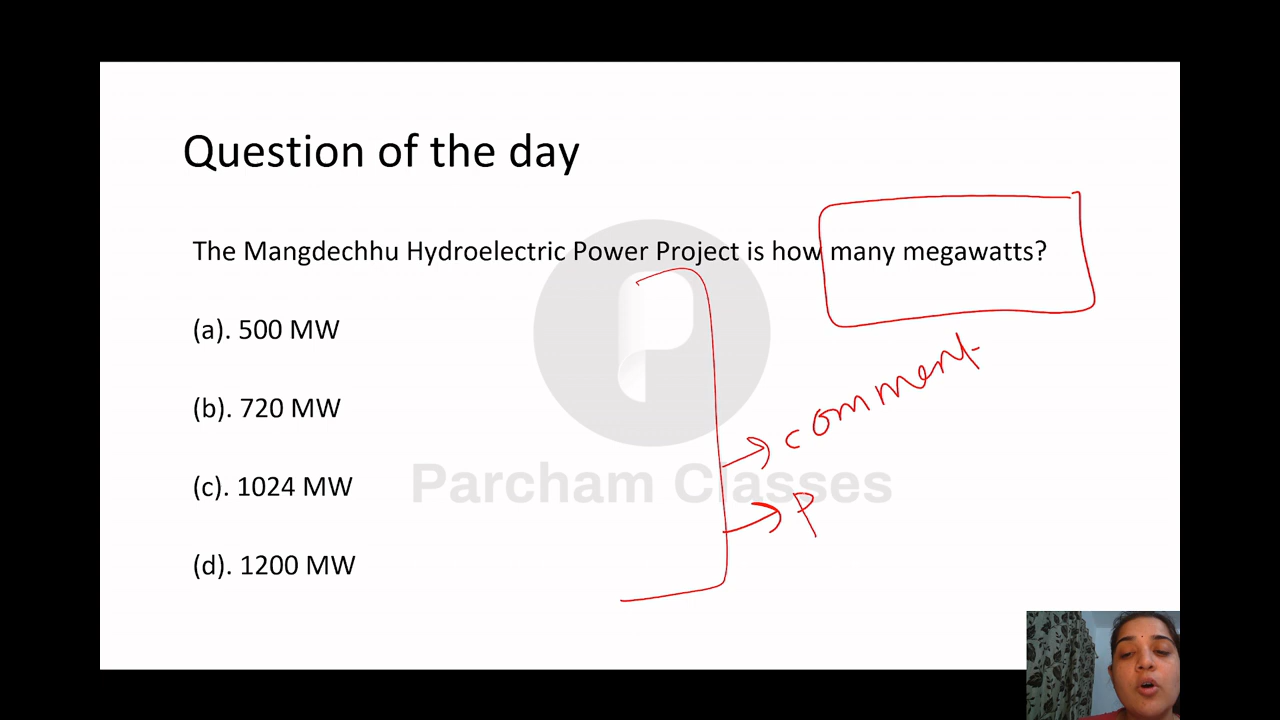 Question of the day
The Mangdechhu Hydroelectric Power Project is how many megawatts?
(a). 500 MW
(b). 720 MW
(c). 1024 MW
(d). 1200 MW
comment
P
Parcham Classes